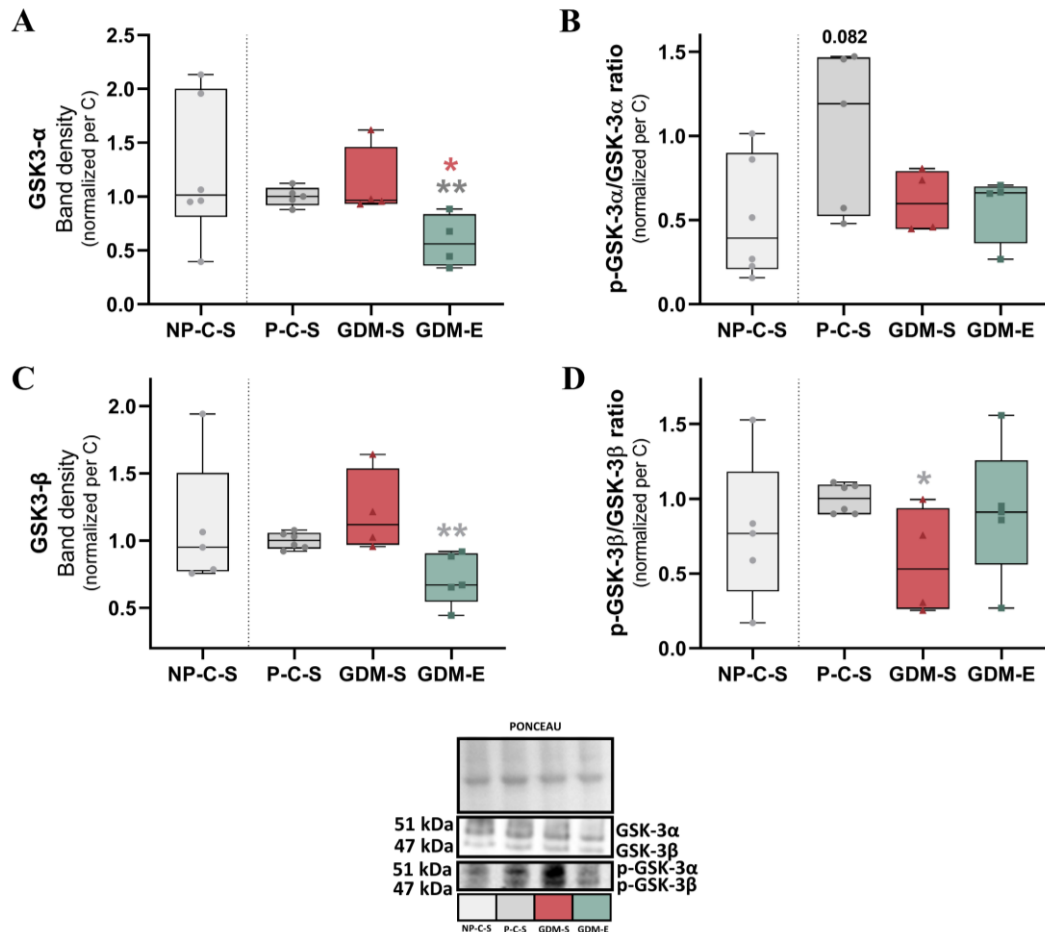 A
GSK3-α
Band density
(normalized per C)
2.5
2.0
1.5
1.0
0.5
0.0
*
**
NP-C-S P-C-S GDM-S GDM-E
B
p-GSK-3α/GSK-3α ratio
(normalized per C)
1.5
1.0
0.5
0.0
0.082
NP-C-S P-C-S GDM-S GDM-E
C
GSK3-β
Band density
(normalized per C)
2.0
1.5
1.0
0.5
**
NP-C-S P-C-S GDM-S GDM-E
D
p-GSK-3β/GSK-3β ratio
(normalized per C)
1.5
1.0
0.5
0.0
*
NP-C-S P-C-S GDM-S GDM-E
PONCEAU
51 kDa GSK-3α
47 kDa GSK-3β
51 kDa p-GSK-3α
47 kDa p-GSK-3β
NP-C-S P-C-S GDM-S GDM-E